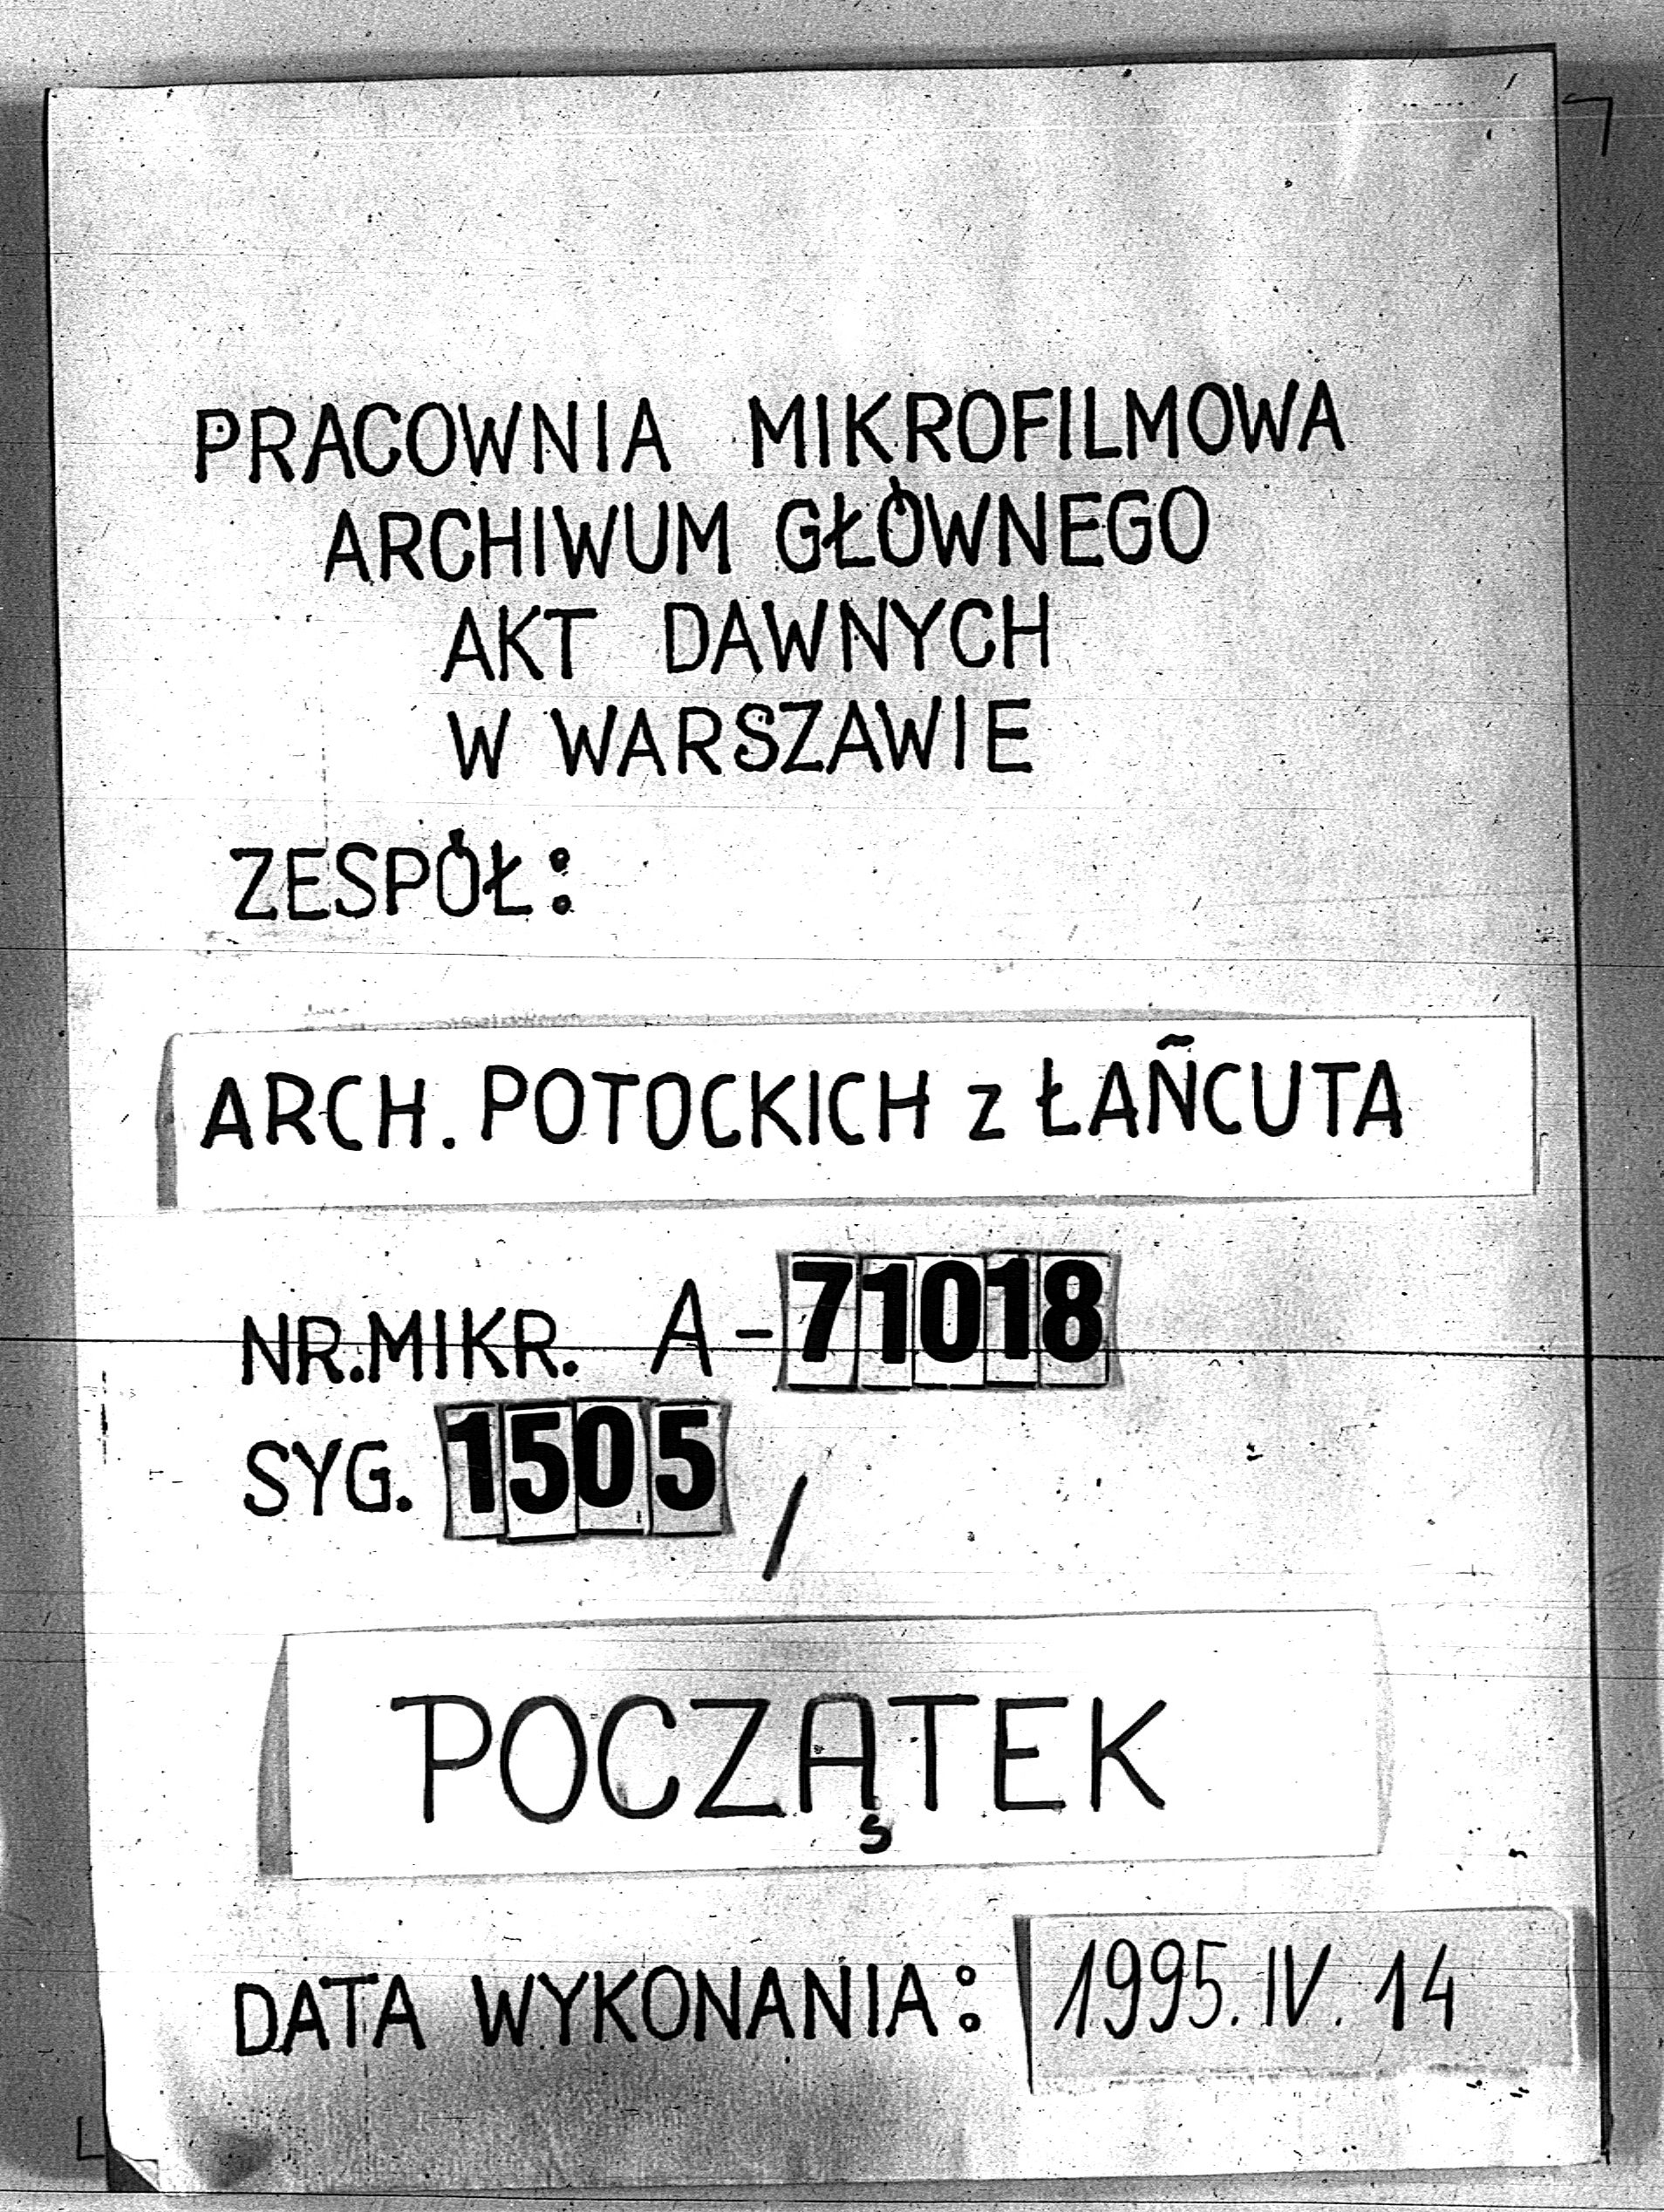 PRACOWNIA MIKROFILMOWA
ARCHIWUM GŁÓWNEGO
AKT DAWNYCH
W WARSZAWIE
ZESPÓŁ:
ARCH. POTOCKICH z ŁAŃCUTA
NR. MIKR. A-71018
SYG. 1505 /
POCZĄTEK
DATA WYKONANIA: 1995. IV. 14